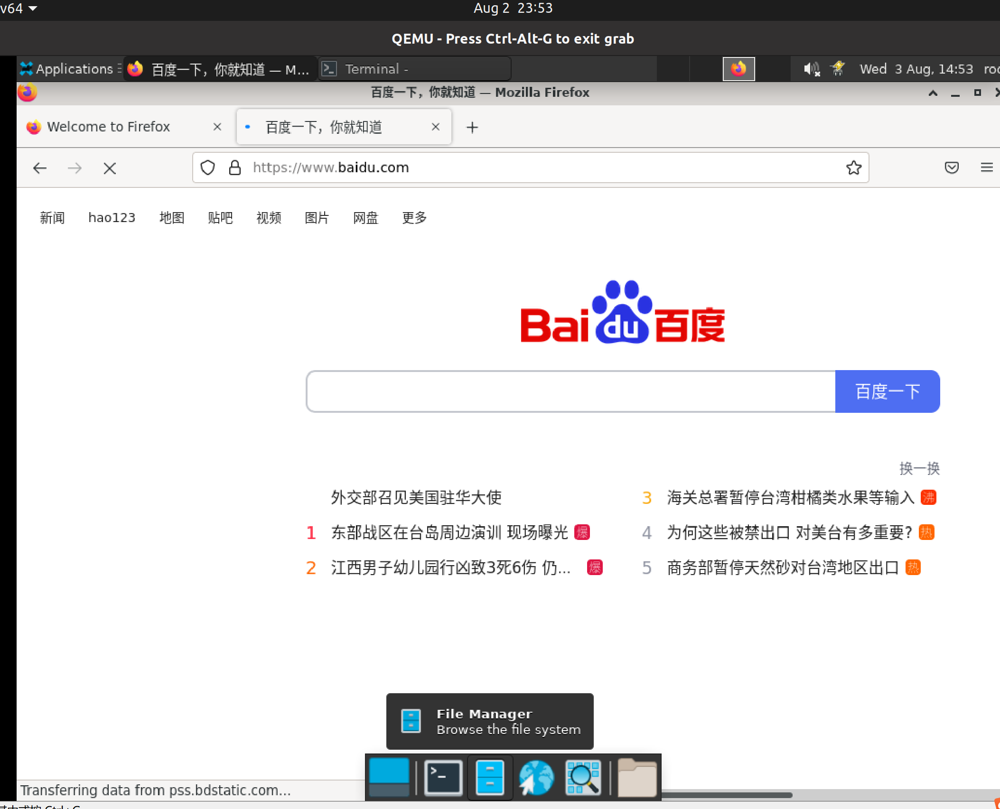 v64
Aug 2 23:53
QEMU - Press Ctrl-Alt-G to exit grab
Applications
百度一下，你就知道 — M...
Terminal -
Wed 3 Aug, 14:53
百度一下，你就知道 — Mozilla Firefox
Welcome to Firefox
百度一下，你就知道
https://www.baidu.com
新闻 hao123 地图 贴吧 视频 图片 网盘 更多
Baidu百度
百度一下
换一换
外交部召见美国驻华大使
1 东部战区在台岛周边演训 现场曝光 爆
2 江西男子幼儿园行凶致3死6伤 仍... 爆
3 海关总署暂停台湾柑橘类水果等输入 沸
4 为何这些被禁出口 对美台有多重要? 热
5 商务部暂停天然砂对台湾地区出口 热
File Manager
Browse the file system
Transferring data from pss.bdstatic.com...